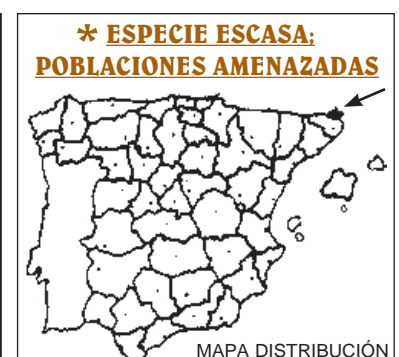 * ESPECIE ESCASA;
POBLACIONES AMENAZADAS
MAPA DISTRIBUCIÓN